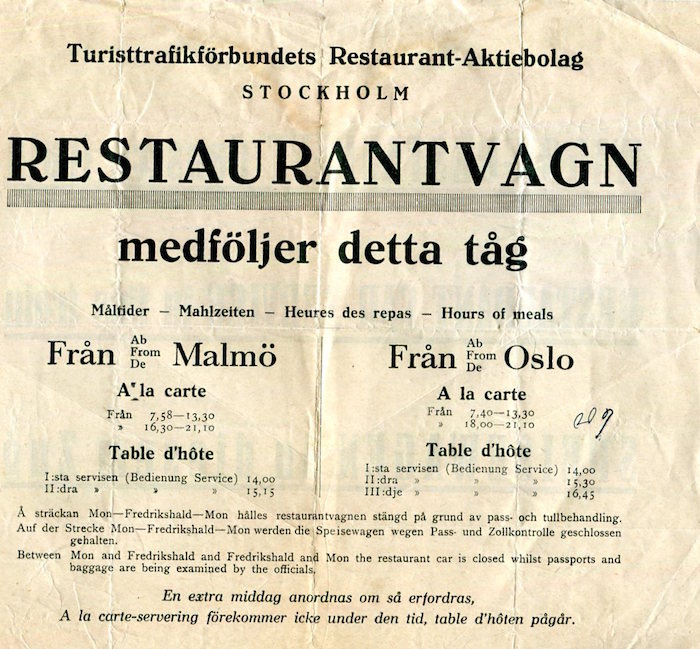 Turisttrafikförbundets Restaurant-Aktiebolag
STOCKHOLM
RESTAURANTVAGN
medföljer detta tåg
Måltider — Mahlzeiten — Heures des repas — Hours of meals
Från Ab From De Malmö
A la carte
Från 7,58—13,30
» 16,30—21,10
Table d'hôte
I:sta servisen (Bedienung Service) 14,00
II:dra » » » 15,15
Från Ab From De Oslo
A la carte
Från 7,40—13,30
» 18,00—21,10
Table d'hôte
I:sta servisen (Bedienung Service) 14,00
II:dra » » » 15,30
III:dje » » » 16,45
Å sträckan Mon—Fredrikshald—Mon hålles restaurantvagnen stängd på grund av pass- och tullbehandling.
Auf der Strecke Mon—Fredrikshald—Mon werden die Speisewagen wegen Pass- und Zollkontrolle geschlossen
gehalten.
Between Mon and Fredrikshald and Fredrikshald and Mon the restaurant car is closed whilst passports and
baggage are being examined by the officials.
En extra middag anordnas om så erfordras,
A la carte-servering förekommer icke under den tid, table d'hôten pågår.